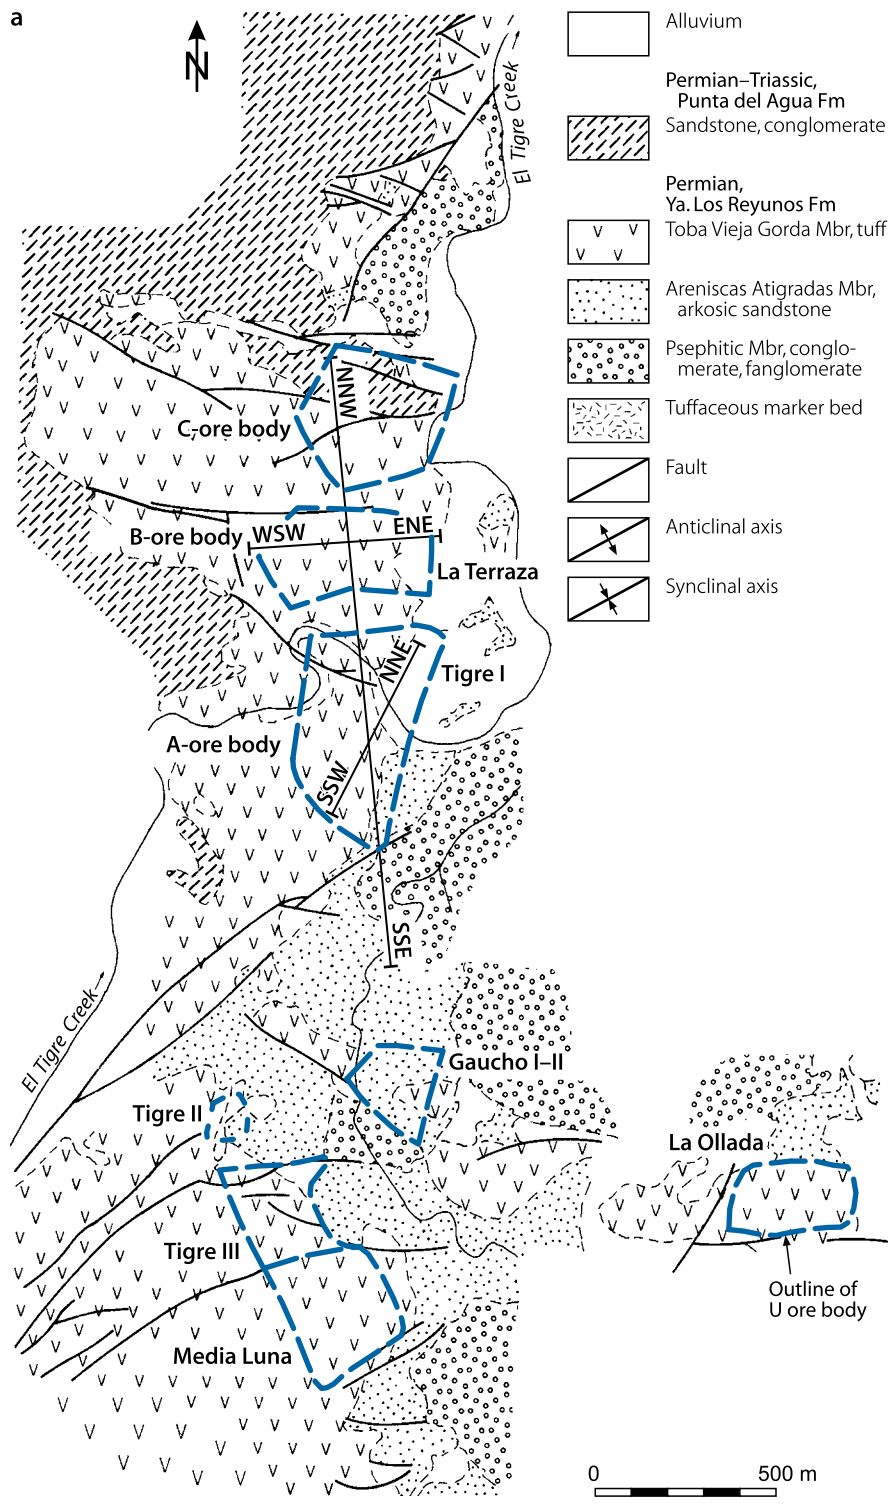 a
N
El Tigre Creek
Alluvium
Permian–Triassic,
Punta del Agua Fm
Sandstone, conglomerate
Permian,
Ya. Los Reyunos Fm
Toba Vieja Gorda Mbr, tuff
Areniscas Atigradas Mbr,
arkosic sandstone
Psephitic Mbr, conglo-
merate, fanglomerate
Tuffaceous marker bed
Fault
Anticlinal axis
Synclinal axis
NNW
C-ore body
B-ore body
WSW
ENE
La Terraza
NNE
Tigre I
A-ore body
SSW
SSE
El Tigre Creek
Gaucho I–II
Tigre II
La Ollada
Tigre III
Outline of
U ore body
Media Luna
0
500 m